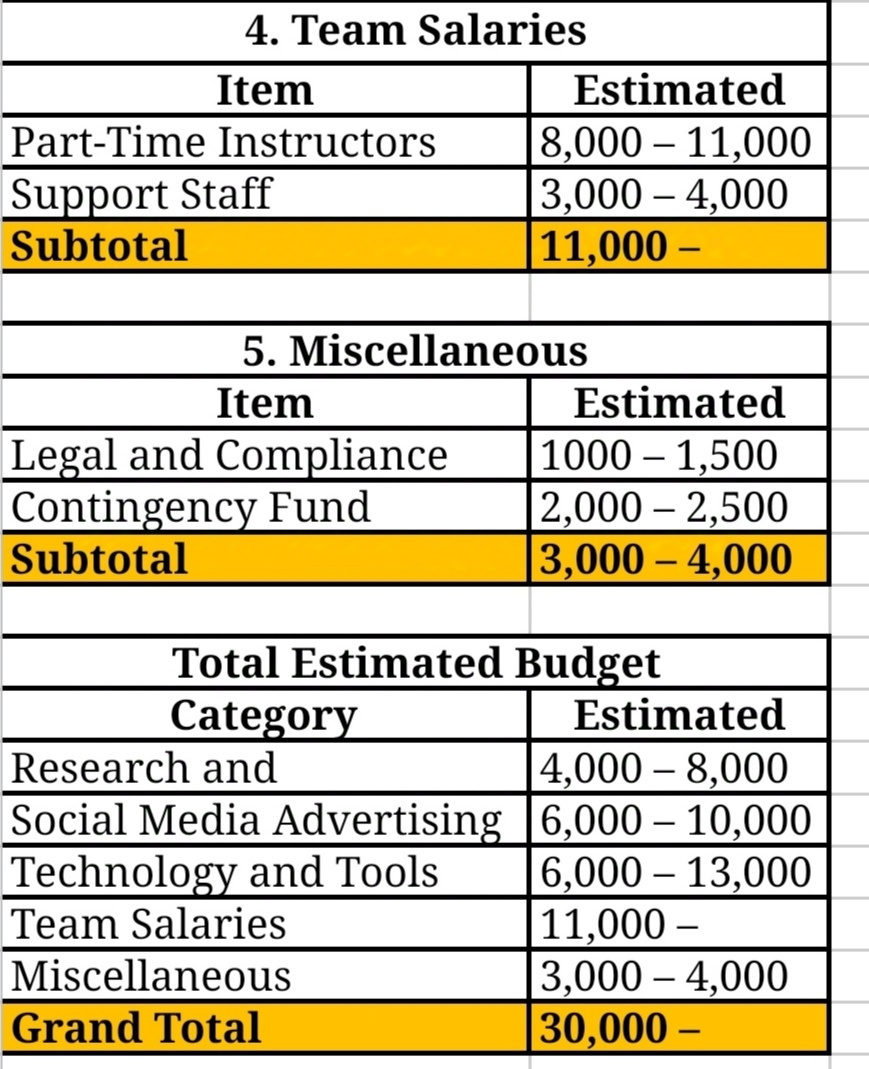 4. Team Salaries
Item Estimated
Part-Time Instructors 8,000 – 11,000
Support Staff 3,000 – 4,000
Subtotal 11,000 –
5. Miscellaneous
Item Estimated
Legal and Compliance 1000 – 1,500
Contingency Fund 2,000 – 2,500
Subtotal 3,000 – 4,000
Total Estimated Budget
Category Estimated
Research and 4,000 – 8,000
Social Media Advertising 6,000 – 10,000
Technology and Tools 6,000 – 13,000
Team Salaries 11,000 –
Miscellaneous 3,000 – 4,000
Grand Total 30,000 –